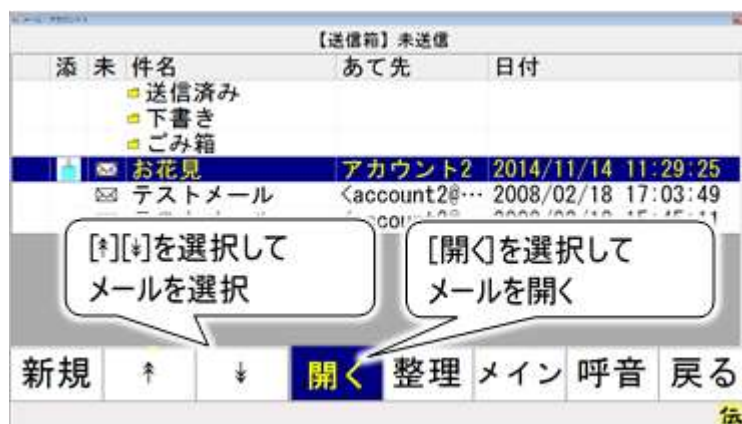 【送信箱】未送信
添 未 件名 あて先 日付
送信済み
下書き
ごみ箱
お花見 アカウント2 2014/11/14 11:29:25
テストメール <account2@… 2008/02/18 17:03:49
[↟][↡]を選択して
メールを選択
[開く]を選択して
メールを開く
新規 ↟ ↡ 開く 整理 メイン 呼音 戻る
伝